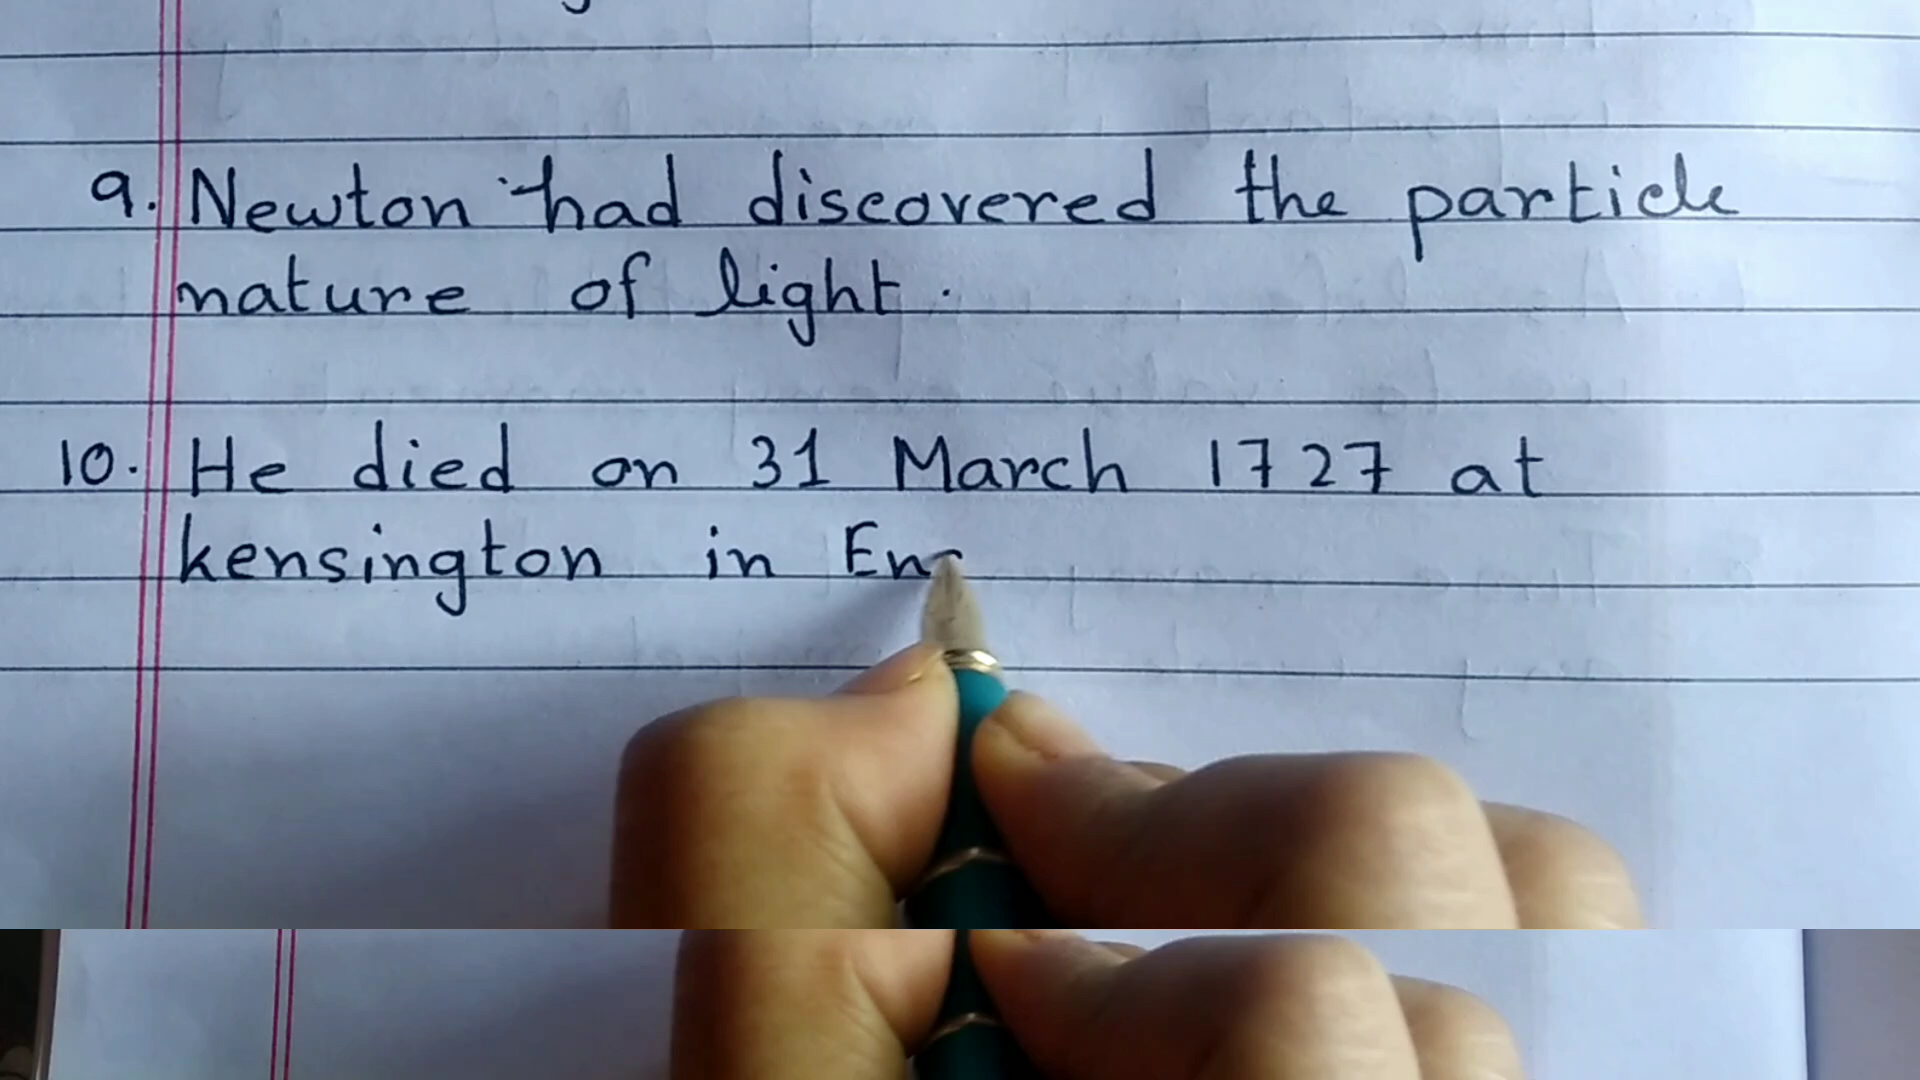 9. Newton had discovered the particle
nature of light.
10. He died on 31 March 1727 at
kensington in En